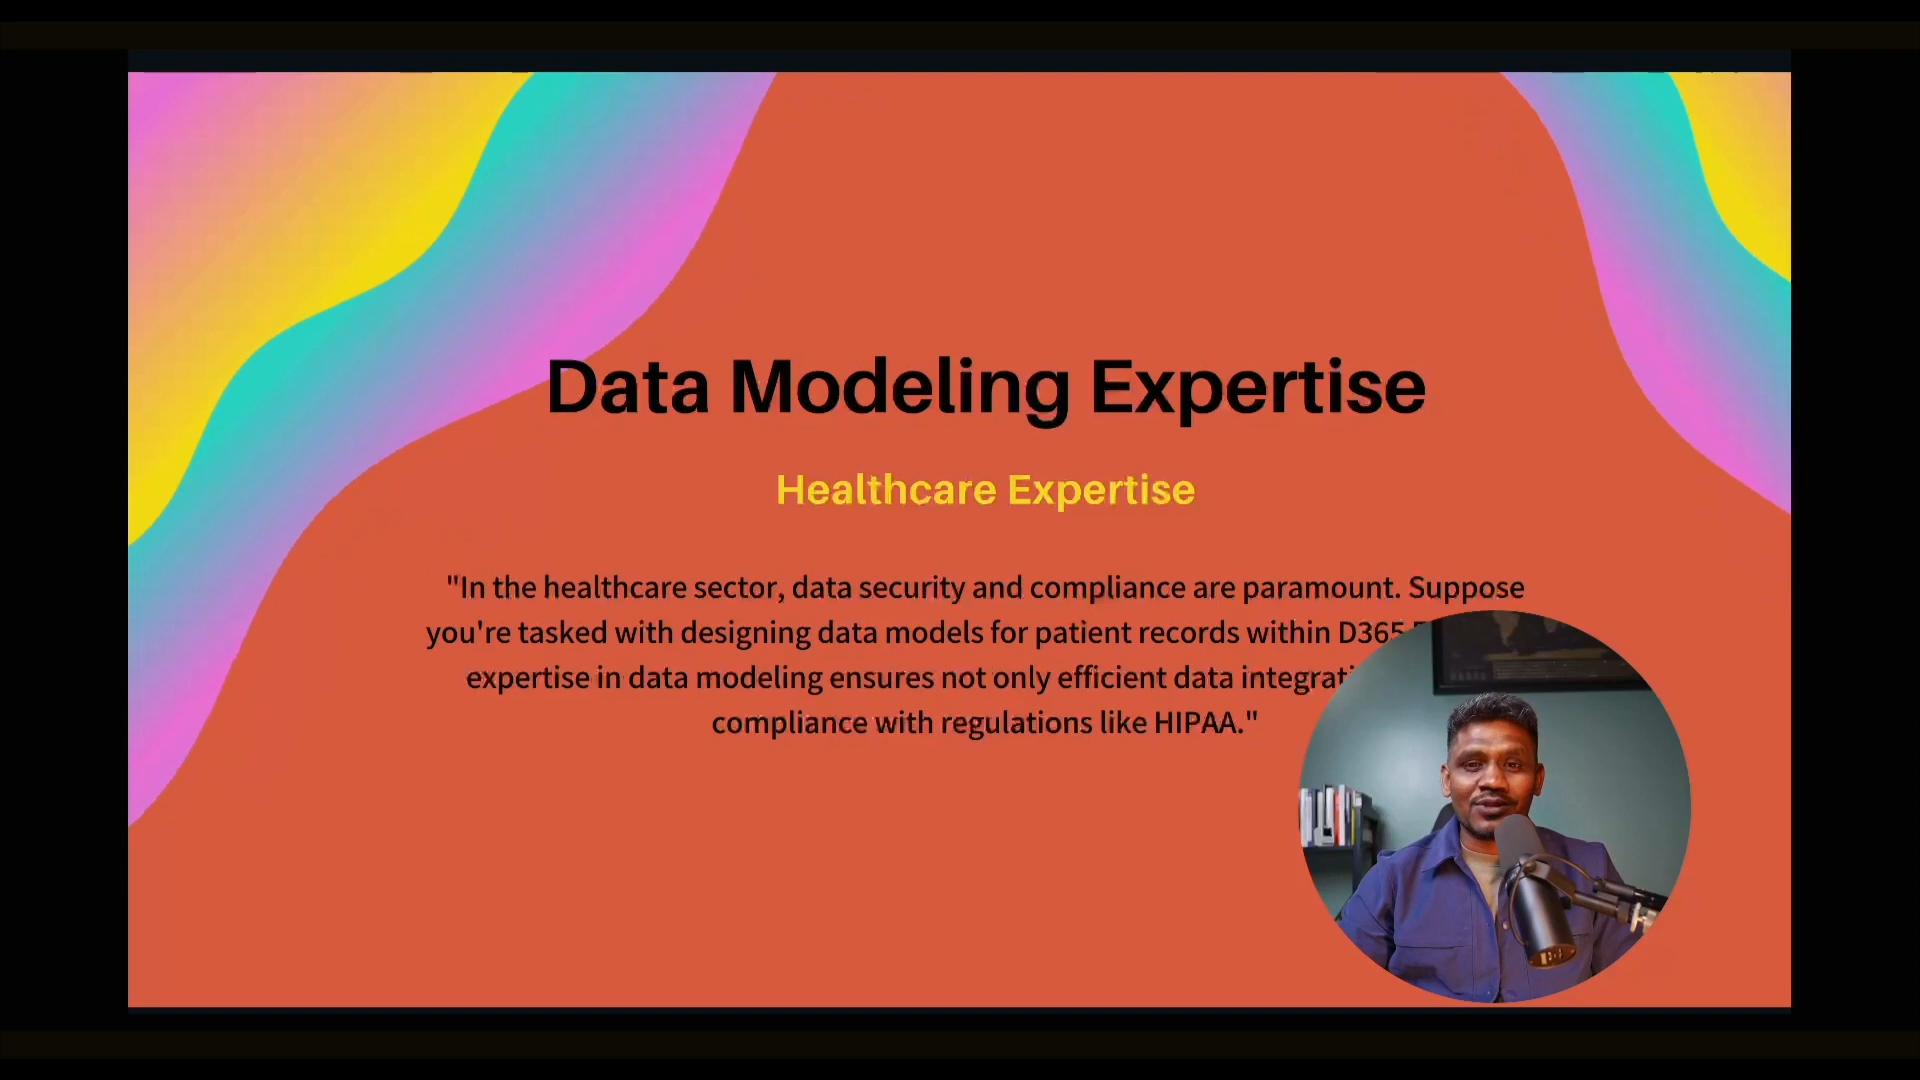 Data Modeling Expertise
Healthcare Expertise
"In the healthcare sector, data security and compliance are paramount. Suppose
you're tasked with designing data models for patient records within D365
expertise in data modeling ensures not only efficient data
compliance with regulations like HIPAA."